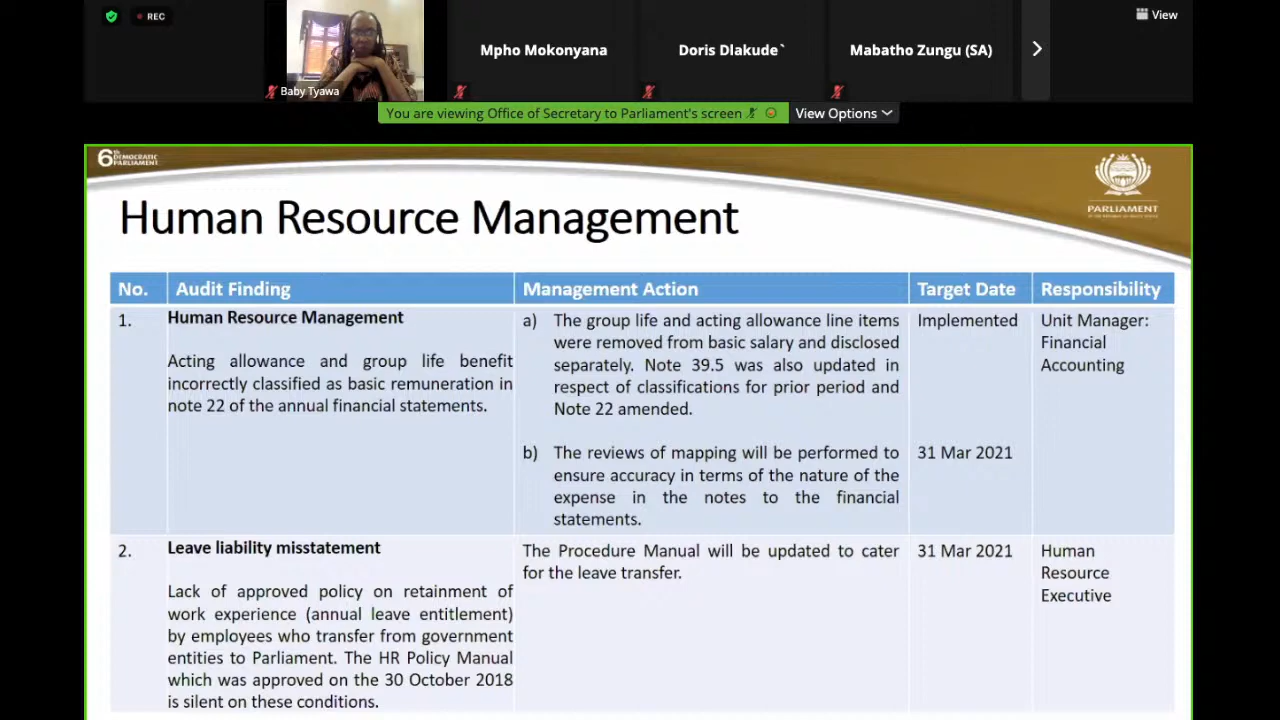 REC
View
Mpho Mokonyana
Doris Dlakude`
Mabatho Zungu (SA)
Baby Tyawa
You are viewing Office of Secretary to Parliament's screen
View Options
6th DEMOCRATIC
PARLIAMENT
PARLIAMENT
Human Resource Management
No.
Audit Finding
Management Action
Target Date
Responsibility
1.
Human Resource Management
Acting allowance and group life benefit
incorrectly classified as basic remuneration in
note 22 of the annual financial statements.
a) The group life and acting allowance line items
were removed from basic salary and disclosed
separately. Note 39.5 was also updated in
respect of classifications for prior period and
Note 22 amended.
Implemented
Unit Manager:
Financial
Accounting
b) The reviews of mapping will be performed to
ensure accuracy in terms of the nature of the
expense in the notes to the financial
statements.
31 Mar 2021
2.
Leave liability misstatement
Lack of approved policy on retainment of
work experience (annual leave entitlement)
by employees who transfer from government
entities to Parliament. The HR Policy Manual
which was approved on the 30 October 2018
is silent on these conditions.
The Procedure Manual will be updated to cater
for the leave transfer.
31 Mar 2021
Human
Resource
Executive